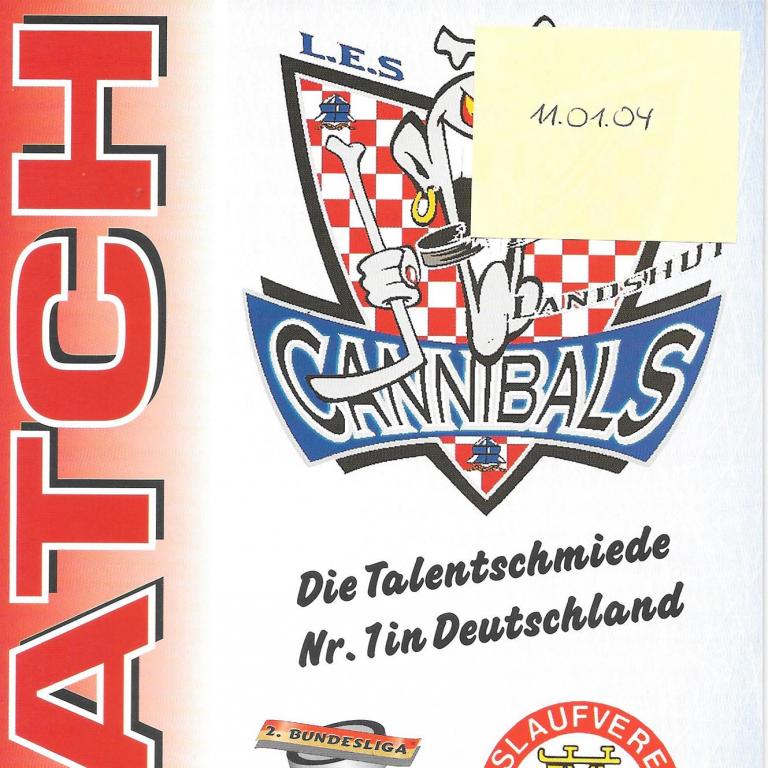 ATCH
L.E.S
11.01.04
LANDSHUT
CANNIBALS
Die Talentschmiede
Nr. 1 in Deutschland
2. BUNDESLIGA
SLAUFVERE